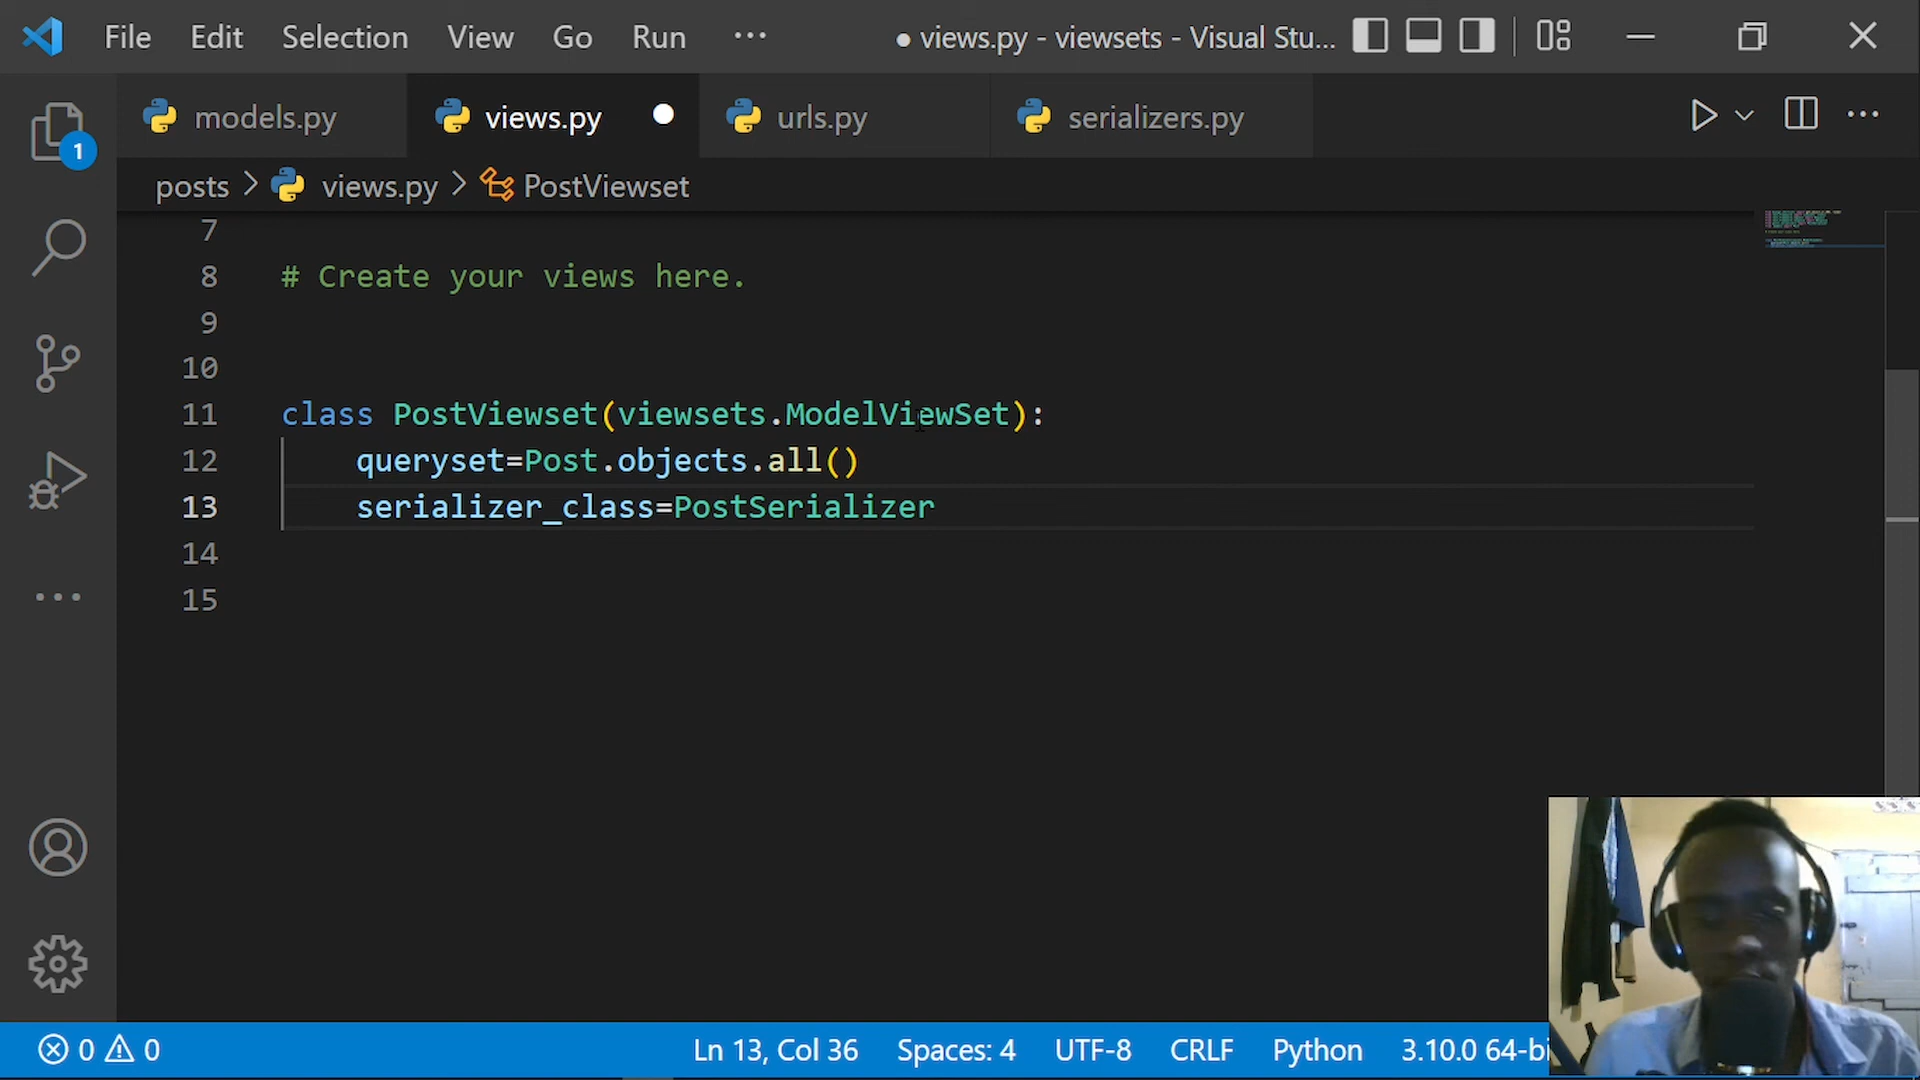 File Edit Selection View Go Run ··· ● views.py - viewsets - Visual Stu...
models.py views.py urls.py serializers.py
posts > views.py > PostViewset
1
7
8 # Create your views here.
9
10
11 class PostViewset(viewsets.ModelViewSet):
12 queryset=Post.objects.all()
13 serializer_class=PostSerializer
14
15
0 0 Ln 13, Col 36 Spaces: 4 UTF-8 CRLF Python 3.10.0 64-bi